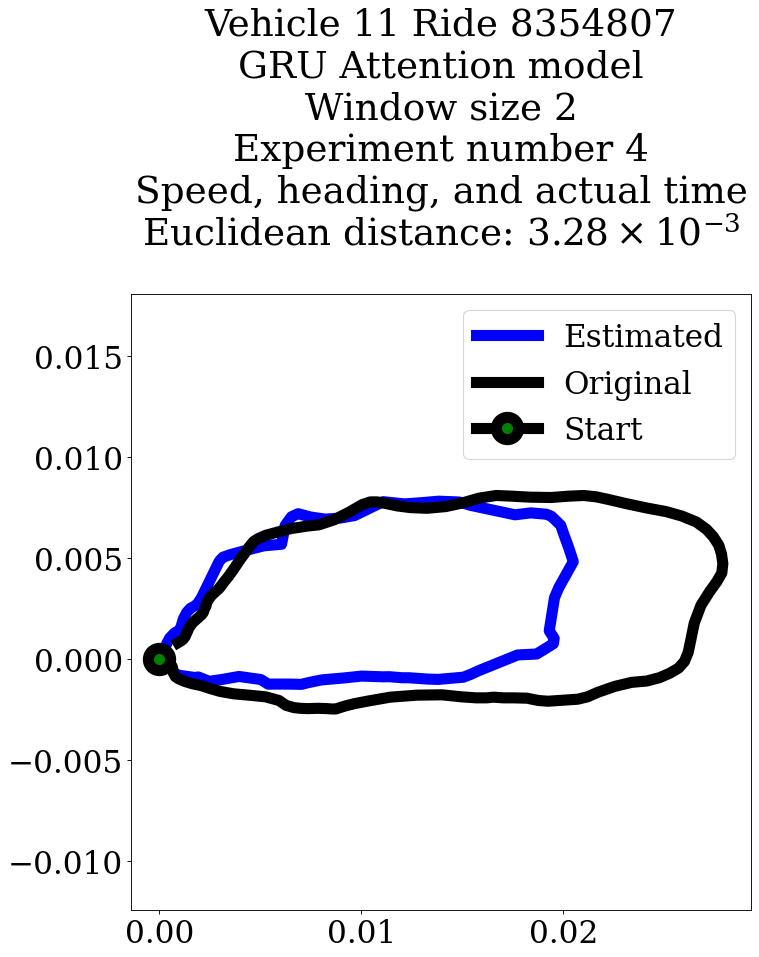 Vehicle 11 Ride 8354807
GRU Attention model
Window size 2
Experiment number 4
Speed, heading, and actual time
Euclidean distance: 3.28 × 10⁻³
Estimated
Original
Start
0.015
0.010
0.005
0.000
−0.005
−0.010
0.00 0.01 0.02